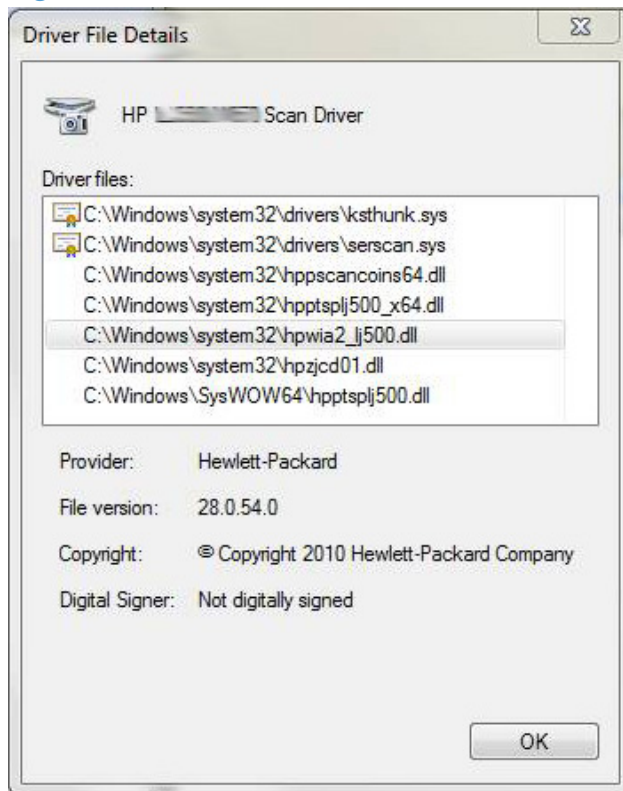 Driver File Details
HP Scan Driver
Driver files:
C:\Windows\system32\drivers\ksthunk.sys
C:\Windows\system32\drivers\serscan.sys
C:\Windows\system32\hppscancoins64.dll
C:\Windows\system32\hpptsplj500_x64.dll
C:\Windows\system32\hpwia2_lj500.dll
C:\Windows\system32\hpzjcd01.dll
C:\Windows\SysWOW64\hpptsplj500.dll
Provider: Hewlett-Packard
File version: 28.0.54.0
Copyright: © Copyright 2010 Hewlett-Packard Company
Digital Signer: Not digitally signed
OK